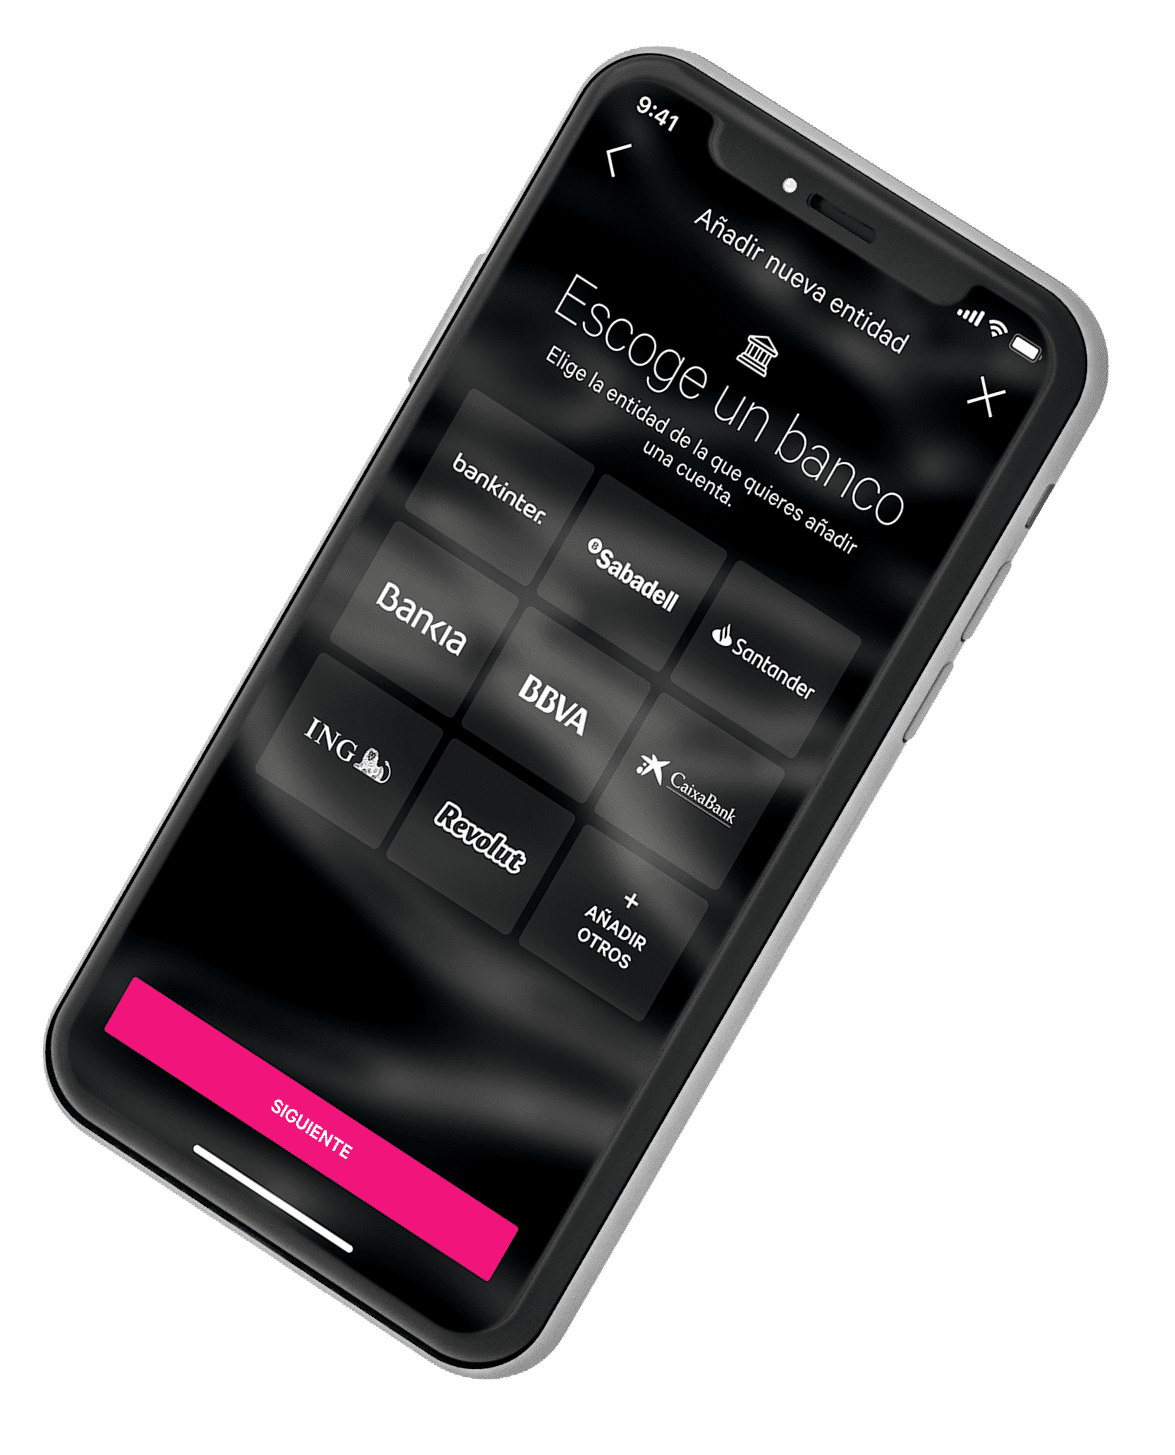 9:41
Añadir nueva entidad
Escoge un banco
Elige la entidad de la que quieres añadir
una cuenta.
bankinter.
B Sabadell
Santander
Bankia
BBVA
CaixaBank
ING
Revolut
+
AÑADIR
OTROS
SIGUIENTE